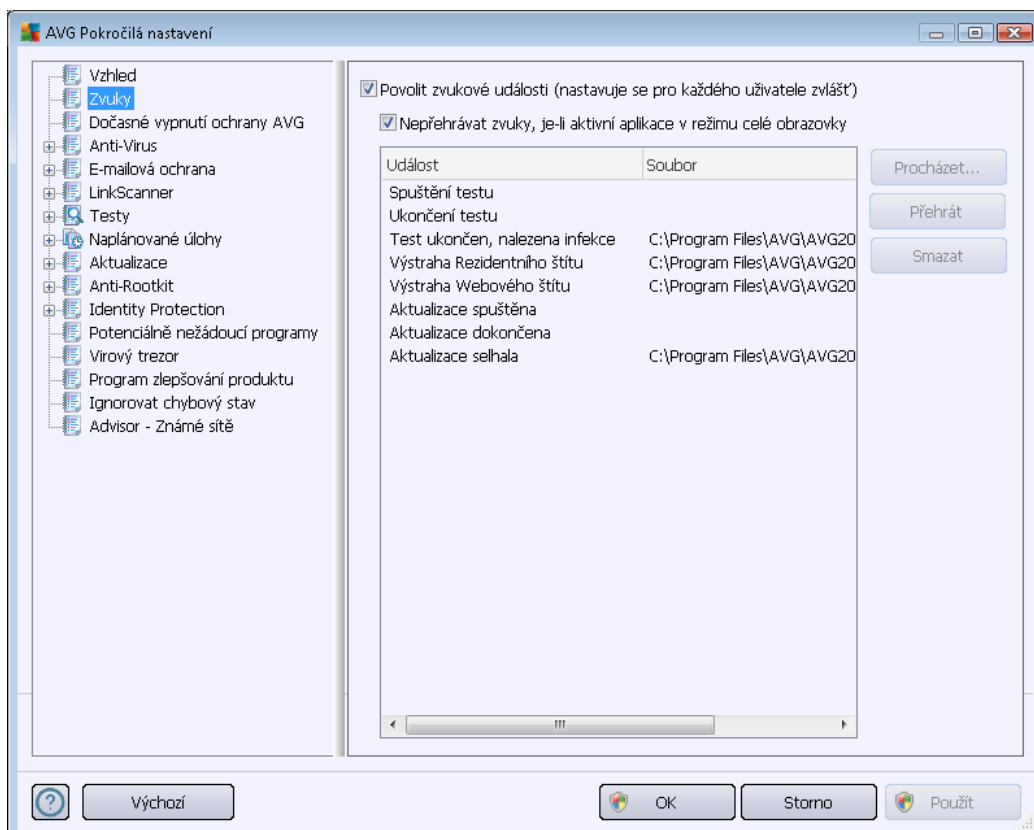 AVG Pokročilá nastavení
Vzhled
Zvuky
Dočasné vypnutí ochrany AVG
Anti-Virus
E-mailová ochrana
LinkScanner
Testy
Naplánované úlohy
Aktualizace
Anti-Rootkit
Identity Protection
Potenciálně nežádoucí programy
Virový trezor
Program zlepšování produktu
Ignorovat chybový stav
Advisor - Známé sítě
Povolit zvukové události (nastavuje se pro každého uživatele zvlášť)
Nepřehrávat zvuky, je-li aktivní aplikace v režimu celé obrazovky
Událost Soubor
Spuštění testu
Ukončení testu
Test ukončen, nalezena infekce C:\Program Files\AVG\AVG20
Výstraha Rezidentního štítu C:\Program Files\AVG\AVG20
Výstraha Webového štítu C:\Program Files\AVG\AVG20
Aktualizace spuštěna
Aktualizace dokončena
Aktualizace selhala C:\Program Files\AVG\AVG20
Procházet...
Přehrát
Smazat
? Výchozí OK Storno Použít